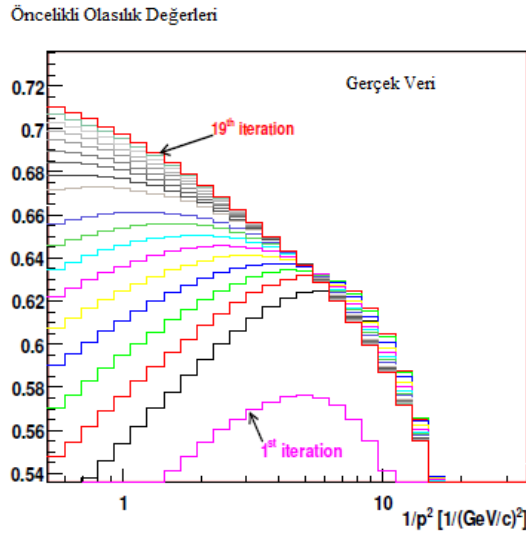 Öncelikli Olasılık Değerleri
Gerçek Veri
0.72
0.7
0.68
0.66
0.64
0.62
0.6
0.58
0.56
0.54
19th iteration
1st iteration
1
10
1/p² [1/(GeV/c)²]